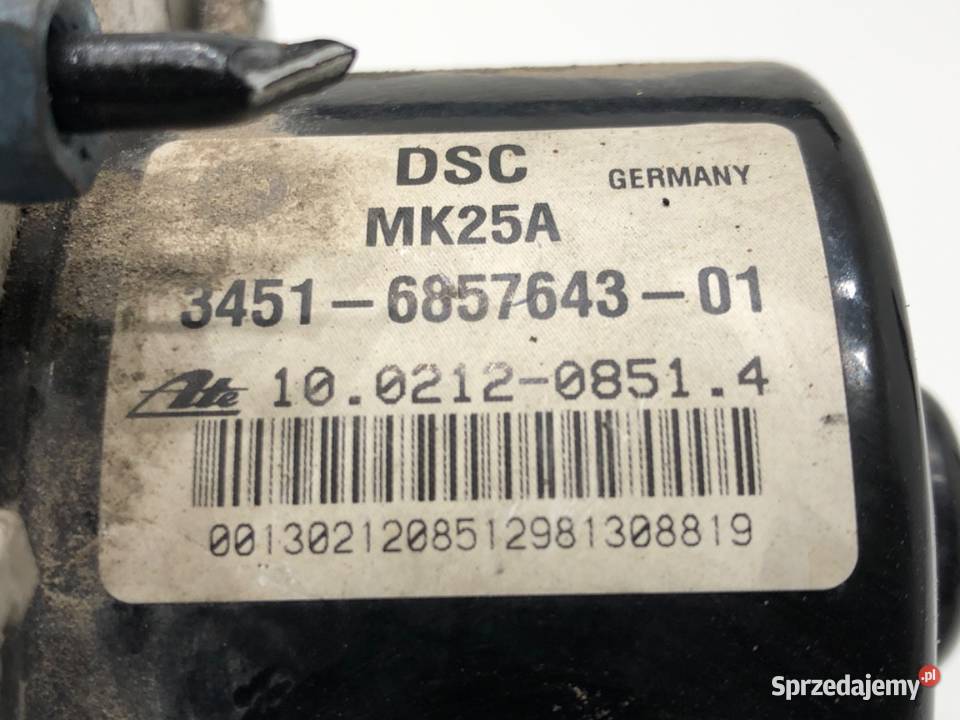 DSC
GERMANY
MK25A
3451-6857643-01
Ate 10.0212-0851.4
0013021208512981308819
Sprzedajemy.pl